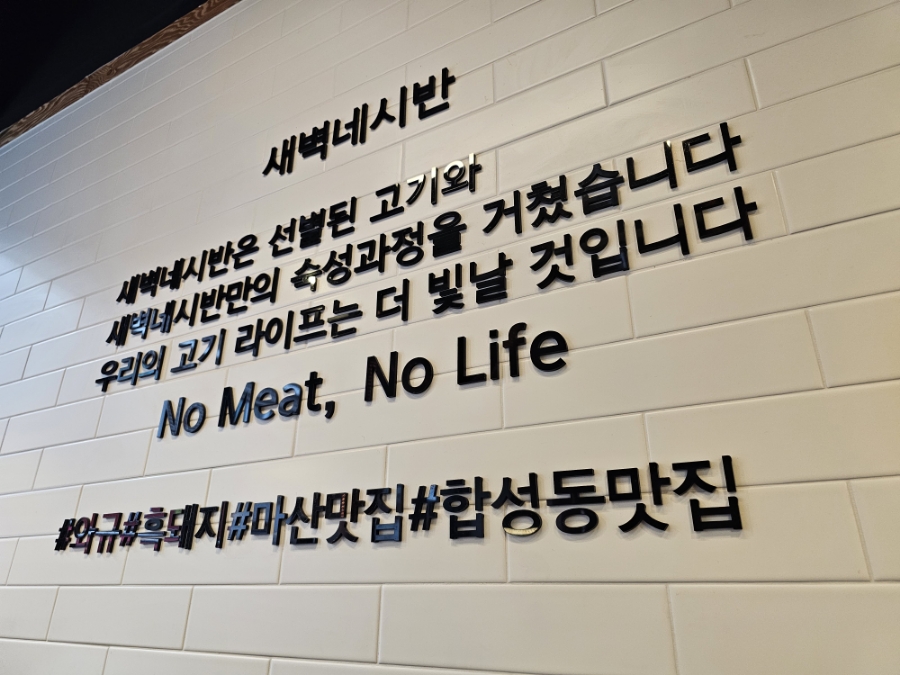 새벽네시반
새벽네시반은 선별된 고기와
새벽네시반만의 숙성과정을 거쳤습니다
우리의 고기 라이프는 더 빛날 것입니다
No Meat, No Life
#와규#흑돼지#마산맛집#합성동맛집